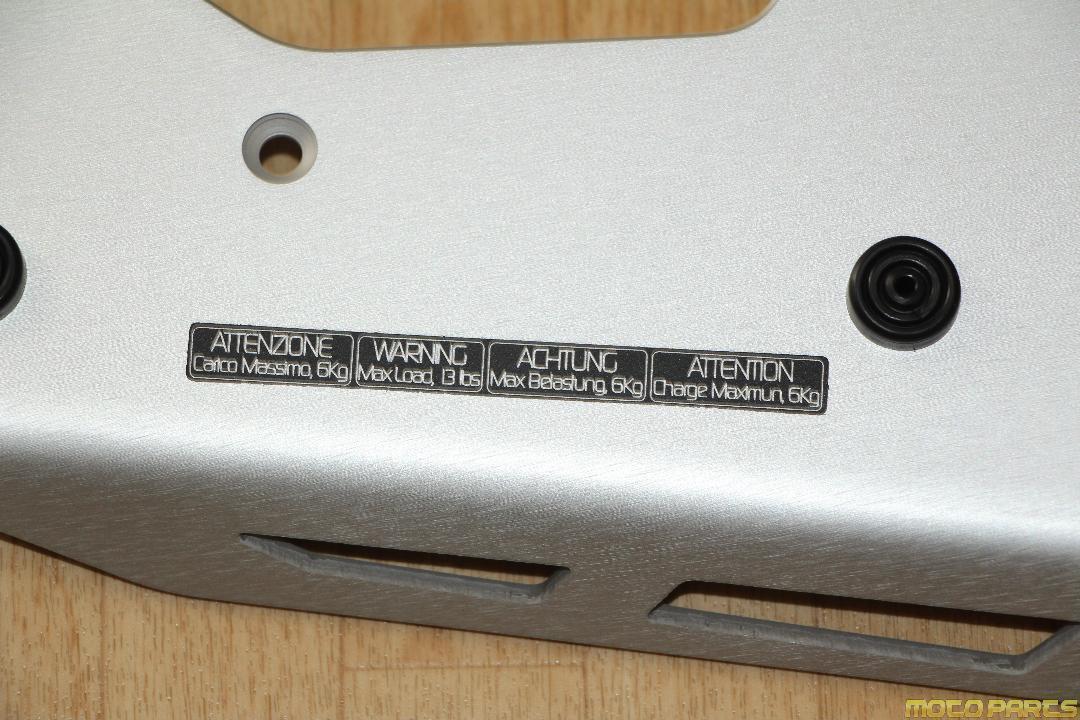 ATTENZIONE
Carico Massimo, 6Kg
WARNING
Max Load, 13 lbs
ACHTUNG
Max Belastung, 6Kg
ATTENTION
Charge Maximun, 6Kg
MOTO PARTS